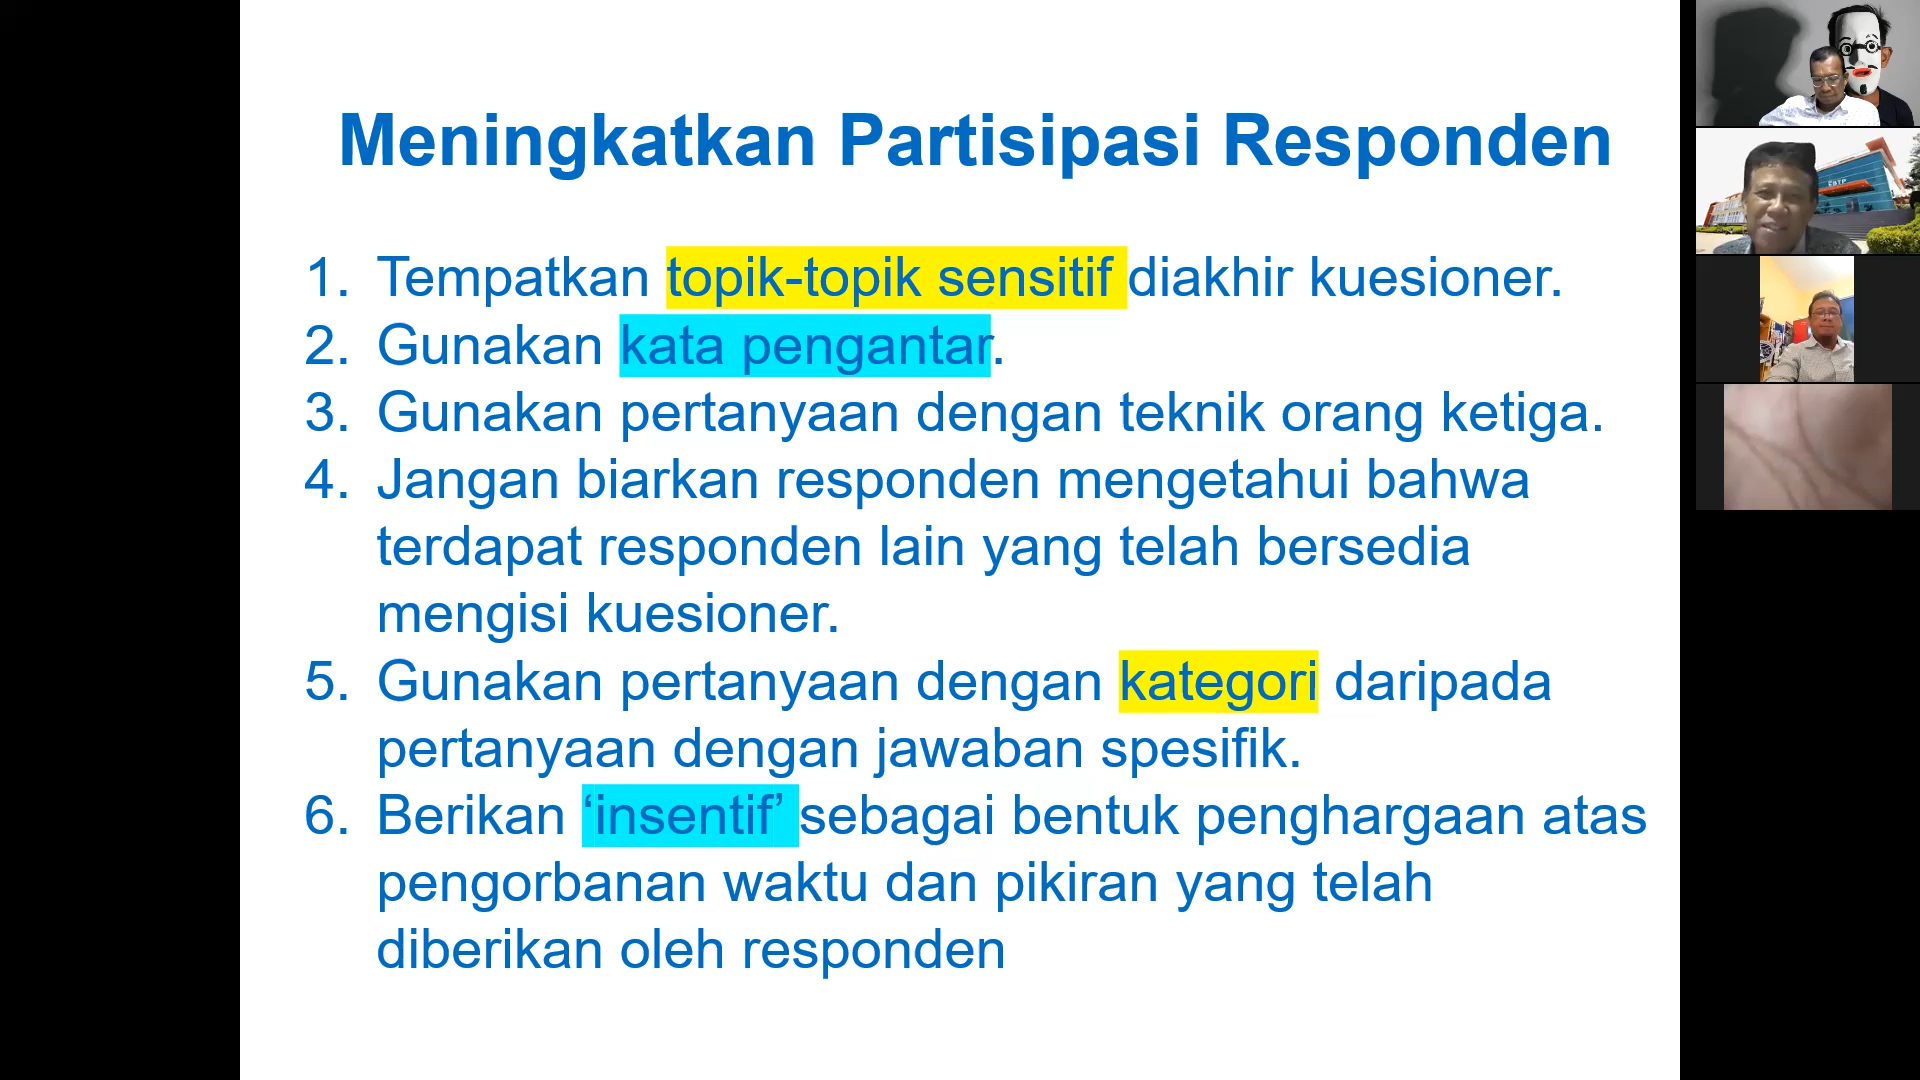 Meningkatkan Partisipasi Responden
1. Tempatkan topik-topik sensitif diakhir kuesioner.
2. Gunakan kata pengantar.
3. Gunakan pertanyaan dengan teknik orang ketiga.
4. Jangan biarkan responden mengetahui bahwa
terdapat responden lain yang telah bersedia
mengisi kuesioner.
5. Gunakan pertanyaan dengan kategori daripada
pertanyaan dengan jawaban spesifik.
6. Berikan ‘insentif’ sebagai bentuk penghargaan atas
pengorbanan waktu dan pikiran yang telah
diberikan oleh responden